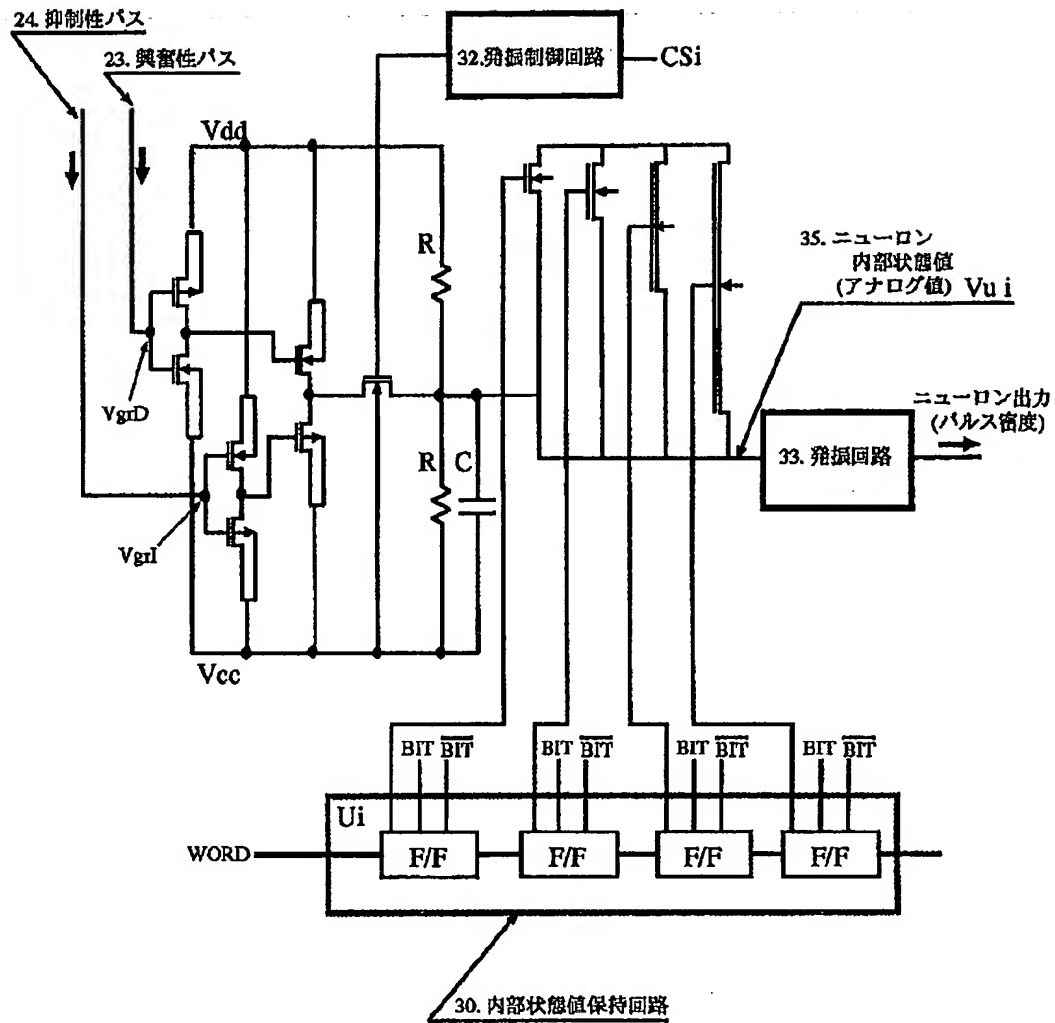 24. 抑制性パス
23. 興奮性パス
32.発振制御回路
CSi
Vdd
R
35. ニューロン
内部状態値
(アナログ値) Vu i
VgrD
ニューロン出力
(パルス密度)
R
C
33. 発振回路
VgrI
Vcc
BIT BIT
BIT BIT
BIT BIT
BIT BIT
Ui
WORD
F/F
F/F
F/F
F/F
30. 内部状態値保持回路